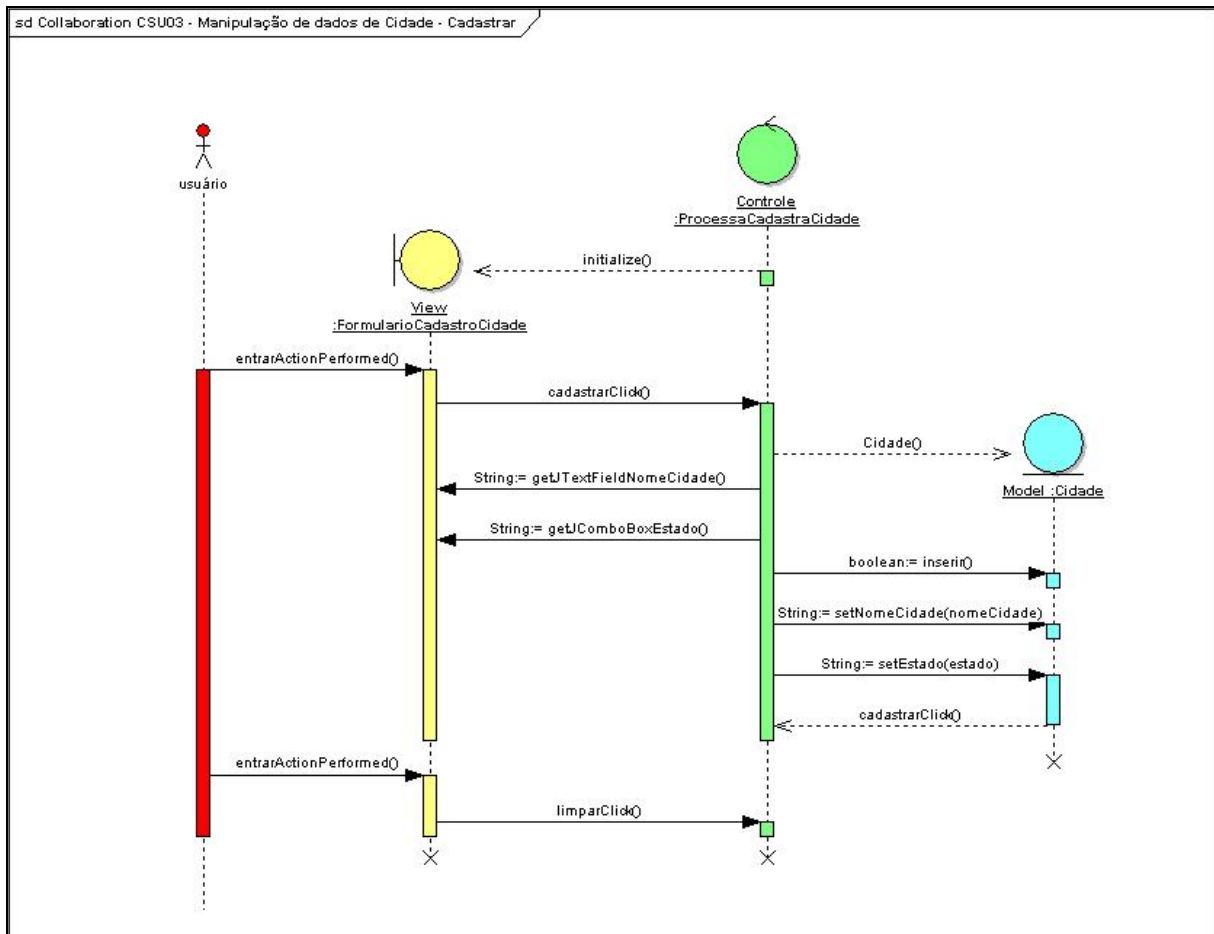 sd Collaboration CSU03 - Manipulação de dados de Cidade - Cadastrar
usuário
Controle
:ProcessaCadastraCidade
initialize()
View
:FormularioCadastroCidade
entrarActionPerformed()
cadastrarClick()
Cidade()
Model :Cidade
String:= getJTextFieldNomeCidade()
String:= getJComboBoxEstado()
boolean:= inserir()
String:= setNomeCidade(nomeCidade)
String:= setEstado(estado)
cadastrarClick()
entrarActionPerformed()
limparClick()